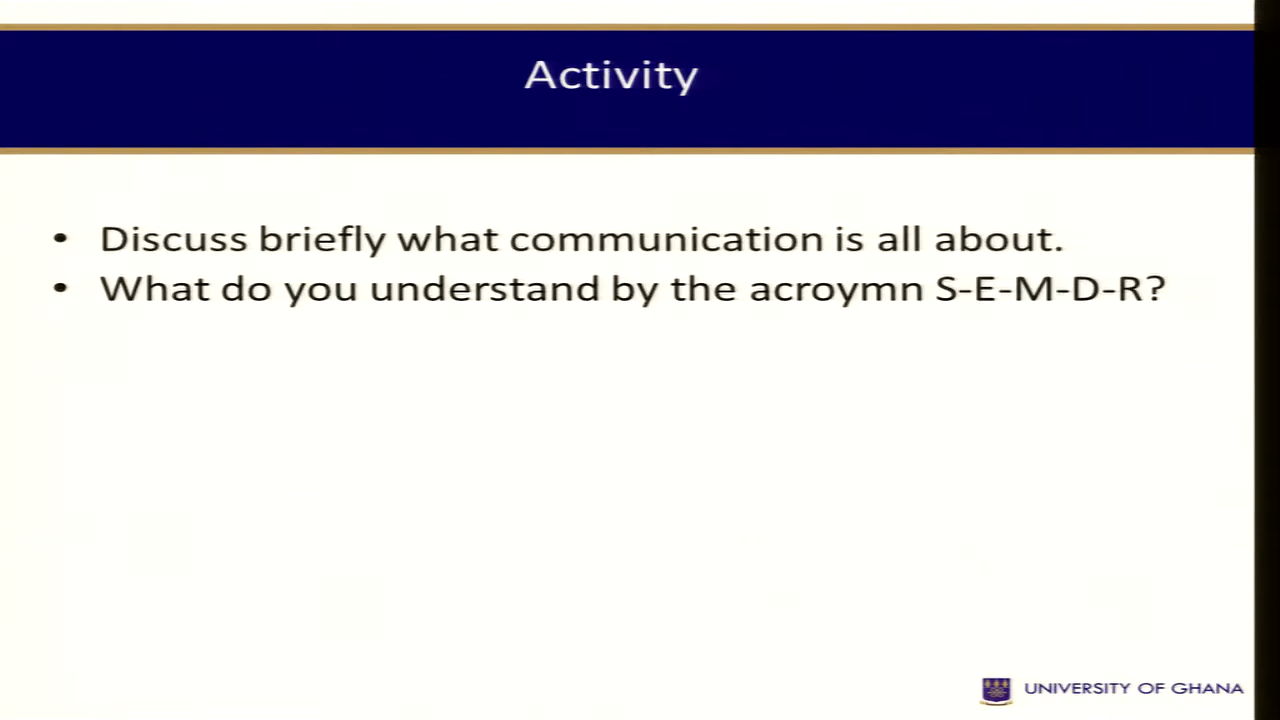 Activity
• Discuss briefly what communication is all about.
• What do you understand by the acroymn S-E-M-D-R?
UNIVERSITY OF GHANA